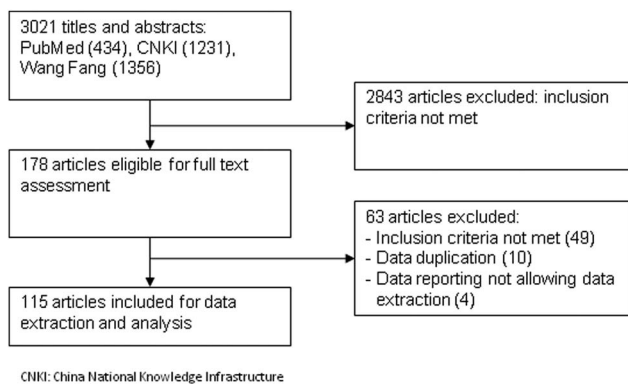 3021 titles and abstracts:
PubMed (434), CNKI (1231),
Wang Fang (1356)
2843 articles excluded: inclusion
criteria not met
178 articles eligible for full text
assessment
63 articles excluded:
- Inclusion criteria not met (49)
- Data duplication (10)
- Data reporting not allowing data
extraction (4)
115 articles included for data
extraction and analysis
CNKI: China National Knowledge Infrastructure